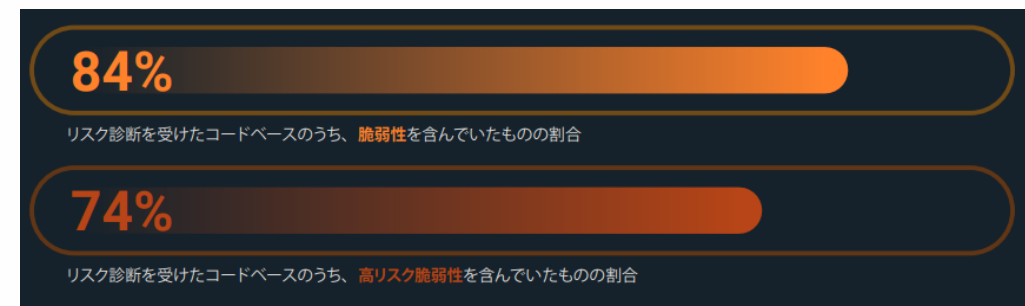 84%
リスク診断を受けたコードベースのうち、脆弱性を含んでいたものの割合
74%
リスク診断を受けたコードベースのうち、高リスク脆弱性を含んでいたものの割合